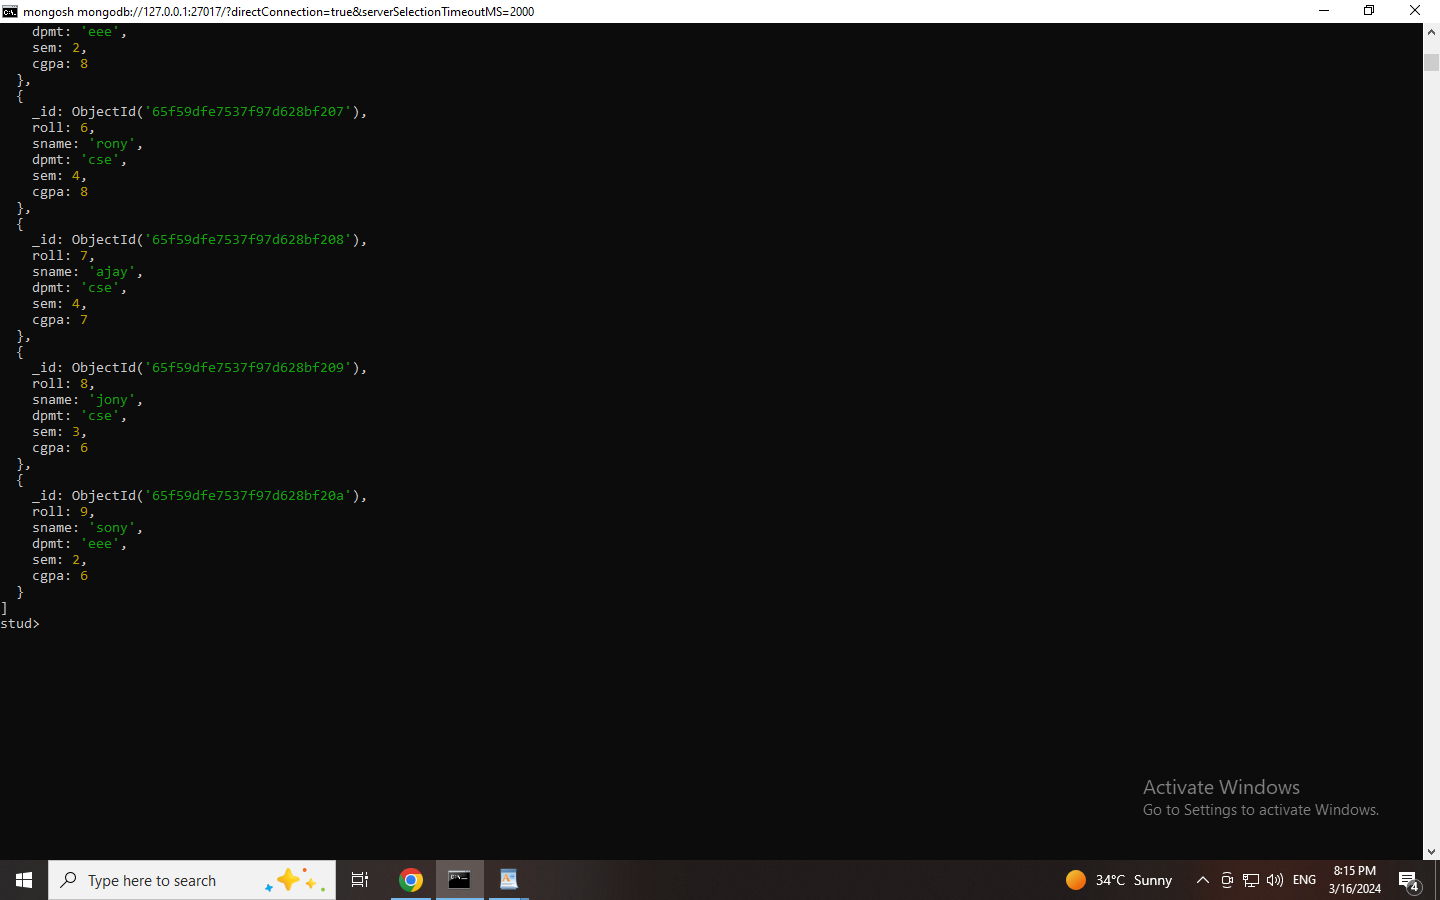 mongosh mongodb://127.0.0.1:27017/?directConnection=true&serverSelectionTimeoutMS=2000
dpmt: 'eee',
sem: 2,
cgpa: 8
},
{
_id: ObjectId('65f59dfe7537f97d628bf207'),
roll: 6,
sname: 'rony',
dpmt: 'cse',
sem: 4,
cgpa: 8
},
{
_id: ObjectId('65f59dfe7537f97d628bf208'),
roll: 7,
sname: 'ajay',
dpmt: 'cse',
sem: 4,
cgpa: 7
},
{
_id: ObjectId('65f59dfe7537f97d628bf209'),
roll: 8,
sname: 'jony',
dpmt: 'cse',
sem: 3,
cgpa: 6
},
{
_id: ObjectId('65f59dfe7537f97d628bf20a'),
roll: 9,
sname: 'sony',
dpmt: 'eee',
sem: 2,
cgpa: 6
}
]
stud>
Activate Windows
Go to Settings to activate Windows.
Type here to search
34°C Sunny
ENG
8:15 PM
3/16/2024
4